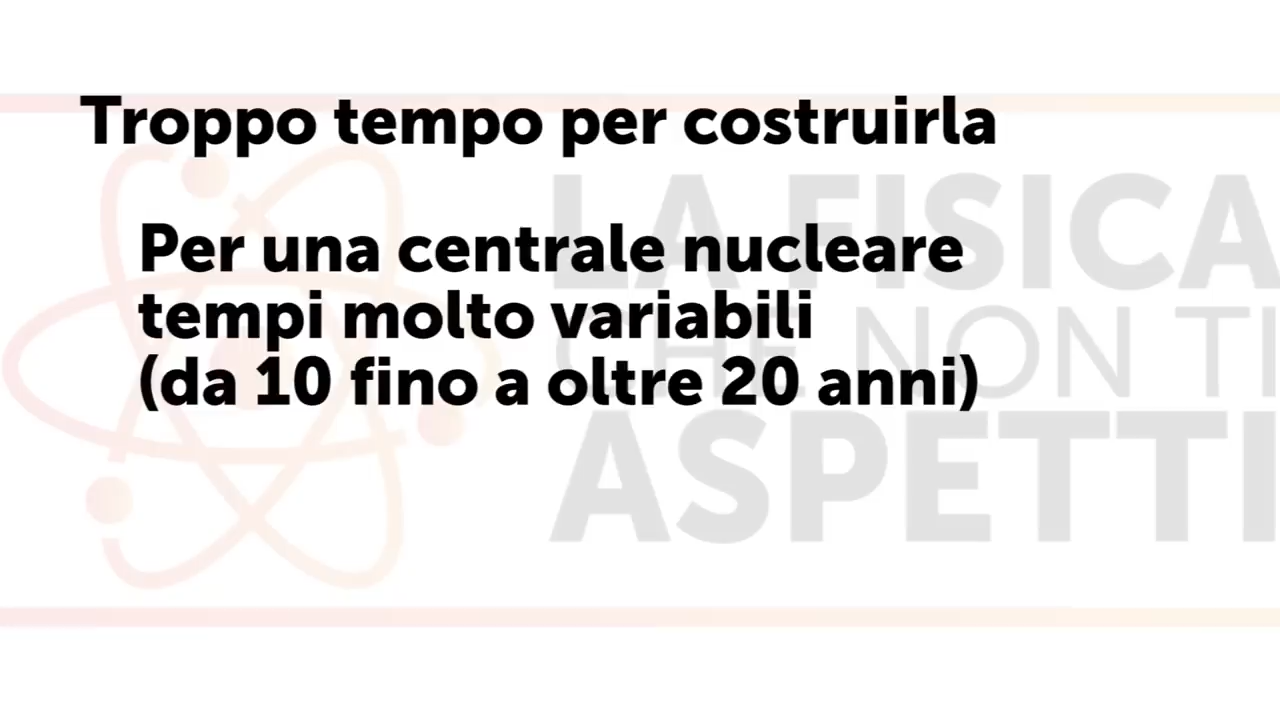 Troppo tempo per costruirla
Per una centrale nucleare
tempi molto variabili
(da 10 fino a oltre 20 anni)
LA FISICA
CHE NON TI
ASPETTI